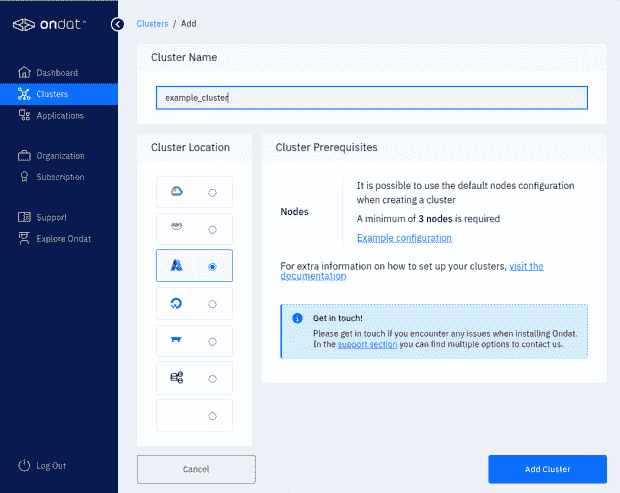 ondat
Clusters / Add
Dashboard
Clusters
Applications
Organization
Subscription
Support
Explore Ondat
Log Out
Cluster Name
example_cluster
Cluster Location
aws
Cluster Prerequisites
Nodes
It is possible to use the default nodes configuration
when creating a cluster
A minimum of 3 nodes is required
Example configuration
For extra information on how to set up your clusters, visit the
documentation
Get in touch!
Please get in touch if you encounter any issues when installing Ondat.
In the support section you can find multiple options to contact us.
Cancel
Add Cluster